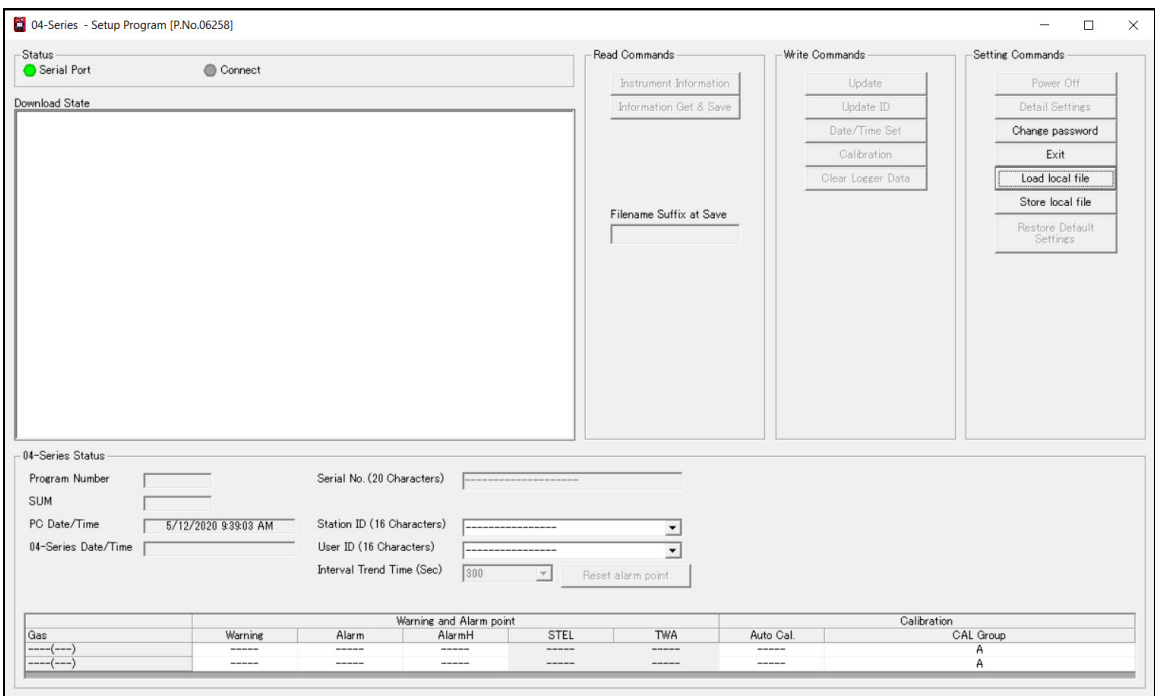 04-Series - Setup Program [P.No.06258]
Status
Serial Port Connect
Download State
Read Commands
Instrument Information
Information Get & Save
Filename Suffix at Save
Write Commands
Update
Update ID
Date/Time Set
Calibration
Clear Logger Data
Setting Commands
Power Off
Detail Settings
Change password
Exit
Load local file
Store local file
Restore Default
Settings
04-Series Status
Program Number
SUM
PC Date/Time 5/12/2020 9:39:03 AM
04-Series Date/Time
Serial No. (20 Characters) --------------------
Station ID (16 Characters) ----------------
User ID (16 Characters) ----------------
Interval Trend Time (Sec) 300 Reset alarm point
Warning and Alarm point Calibration
Gas Warning Alarm AlarmH STEL TWA Auto Cal. CAL Group
----(---) ----- ----- ----- ----- ----- ----- A
----(---) ----- ----- ----- ----- ----- ----- A